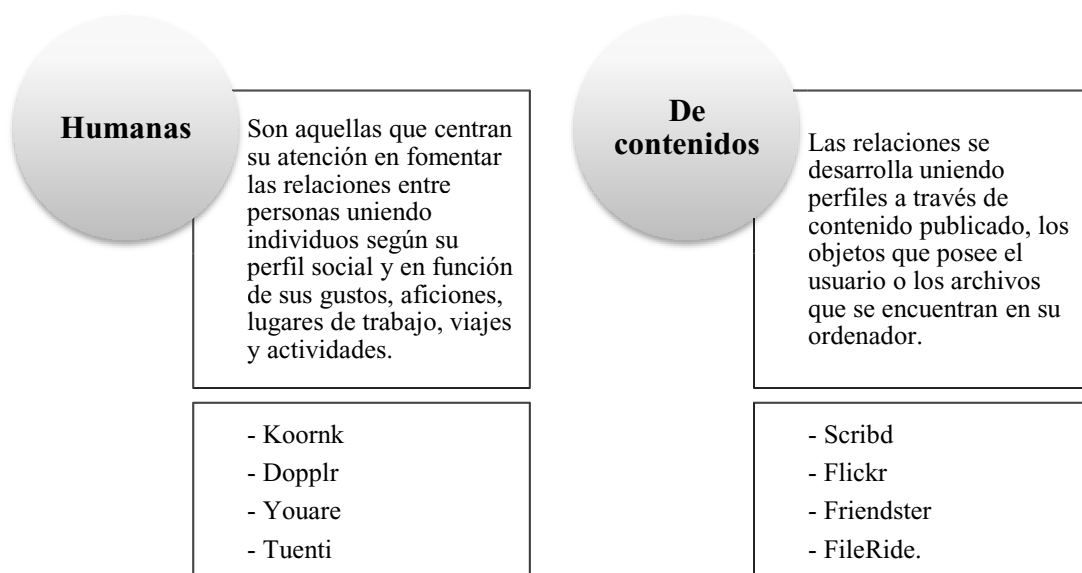 Humanas
Son aquellas que centran
su atención en fomentar
las relaciones entre
personas uniendo
individuos según su
perfil social y en función
de sus gustos, aficiones,
lugares de trabajo, viajes
y actividades.
- Koornk
- Dopplr
- Youare
- Tuenti
De
contenidos
Las relaciones se
desarrolla uniendo
perfiles a través de
contenido publicado, los
objetos que posee el
usuario o los archivos
que se encuentran en su
ordenador.
- Scribd
- Flickr
- Friendster
- FileRide.